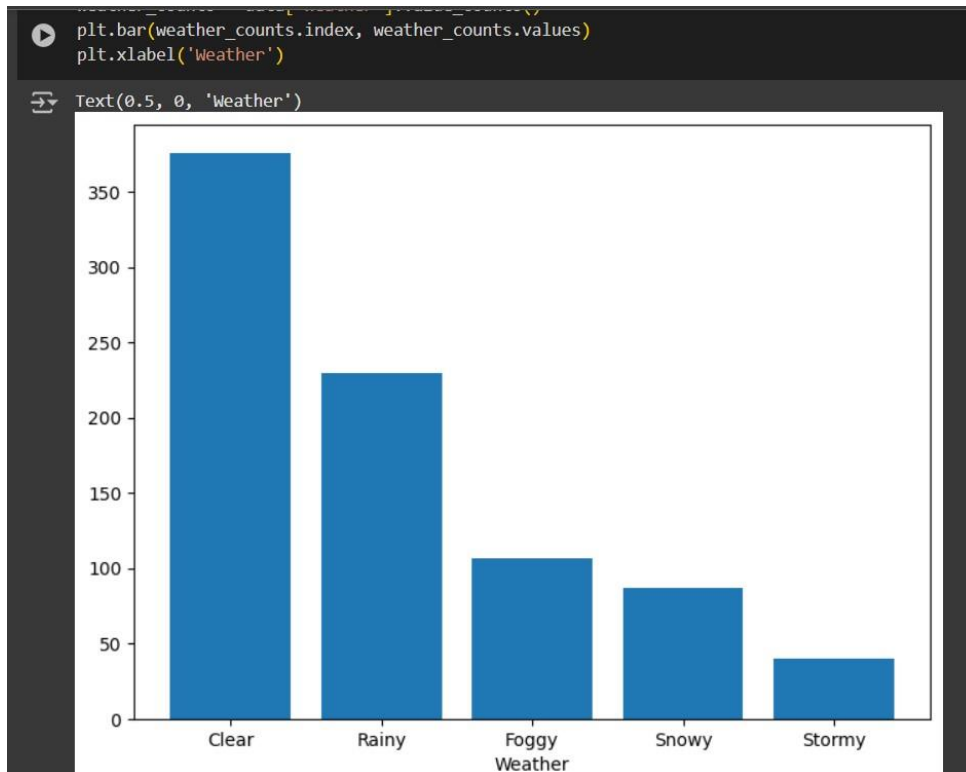 plt.bar(weather_counts.index, weather_counts.values)
plt.xlabel('Weather')
Text(0.5, 0, 'Weather')
350
300
250
200
150
100
50
0
Clear Rainy Foggy Snowy Stormy
Weather